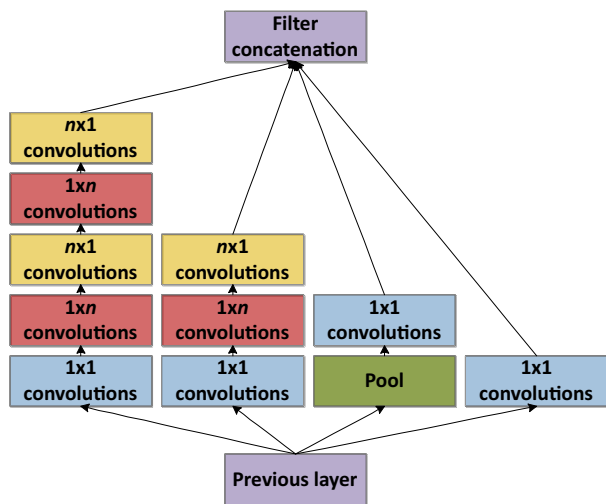 Filter
concatenation
nx1
convolutions
1xn
convolutions
nx1
convolutions
1xn
convolutions
1x1
convolutions
nx1
convolutions
1xn
convolutions
1x1
convolutions
1x1
convolutions
Pool
1x1
convolutions
Previous layer